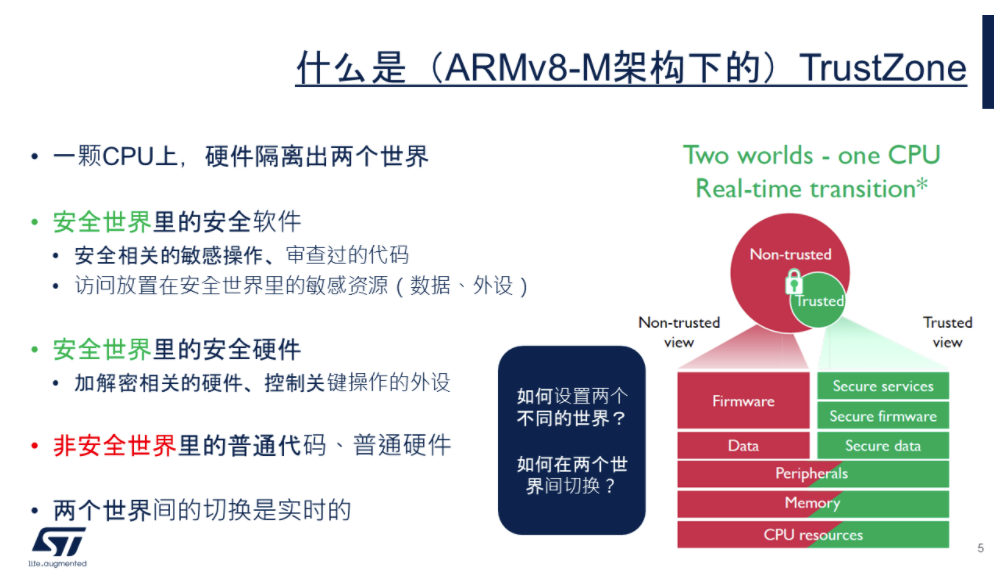 什么是（ARMv8-M架构下的）TrustZone
• 一颗CPU上，硬件隔离出两个世界
• 安全世界里的安全软件
• 安全相关的敏感操作、审查过的代码
• 访问放置在安全世界里的敏感资源（数据、外设）
• 安全世界里的安全硬件
• 加解密相关的硬件、控制关键操作的外设
• 非安全世界里的普通代码、普通硬件
• 两个世界间的切换是实时的
如何设置两个
不同的世界？
如何在两个世
界间切换？
Two worlds - one CPU
Real-time transition*
Non-trusted
Trusted
Non-trusted
view
Trusted
view
Firmware
Secure services
Secure firmware
Data
Secure data
Peripherals
Memory
CPU resources
ST
life.augmented
5